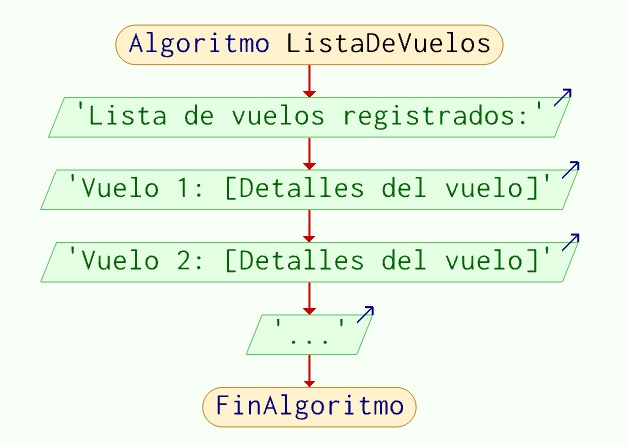 Algoritmo ListaDeVuelos
'Lista de vuelos registrados:'
'Vuelo 1: [Detalles del vuelo]'
'Vuelo 2: [Detalles del vuelo]'
'...'
FinAlgoritmo